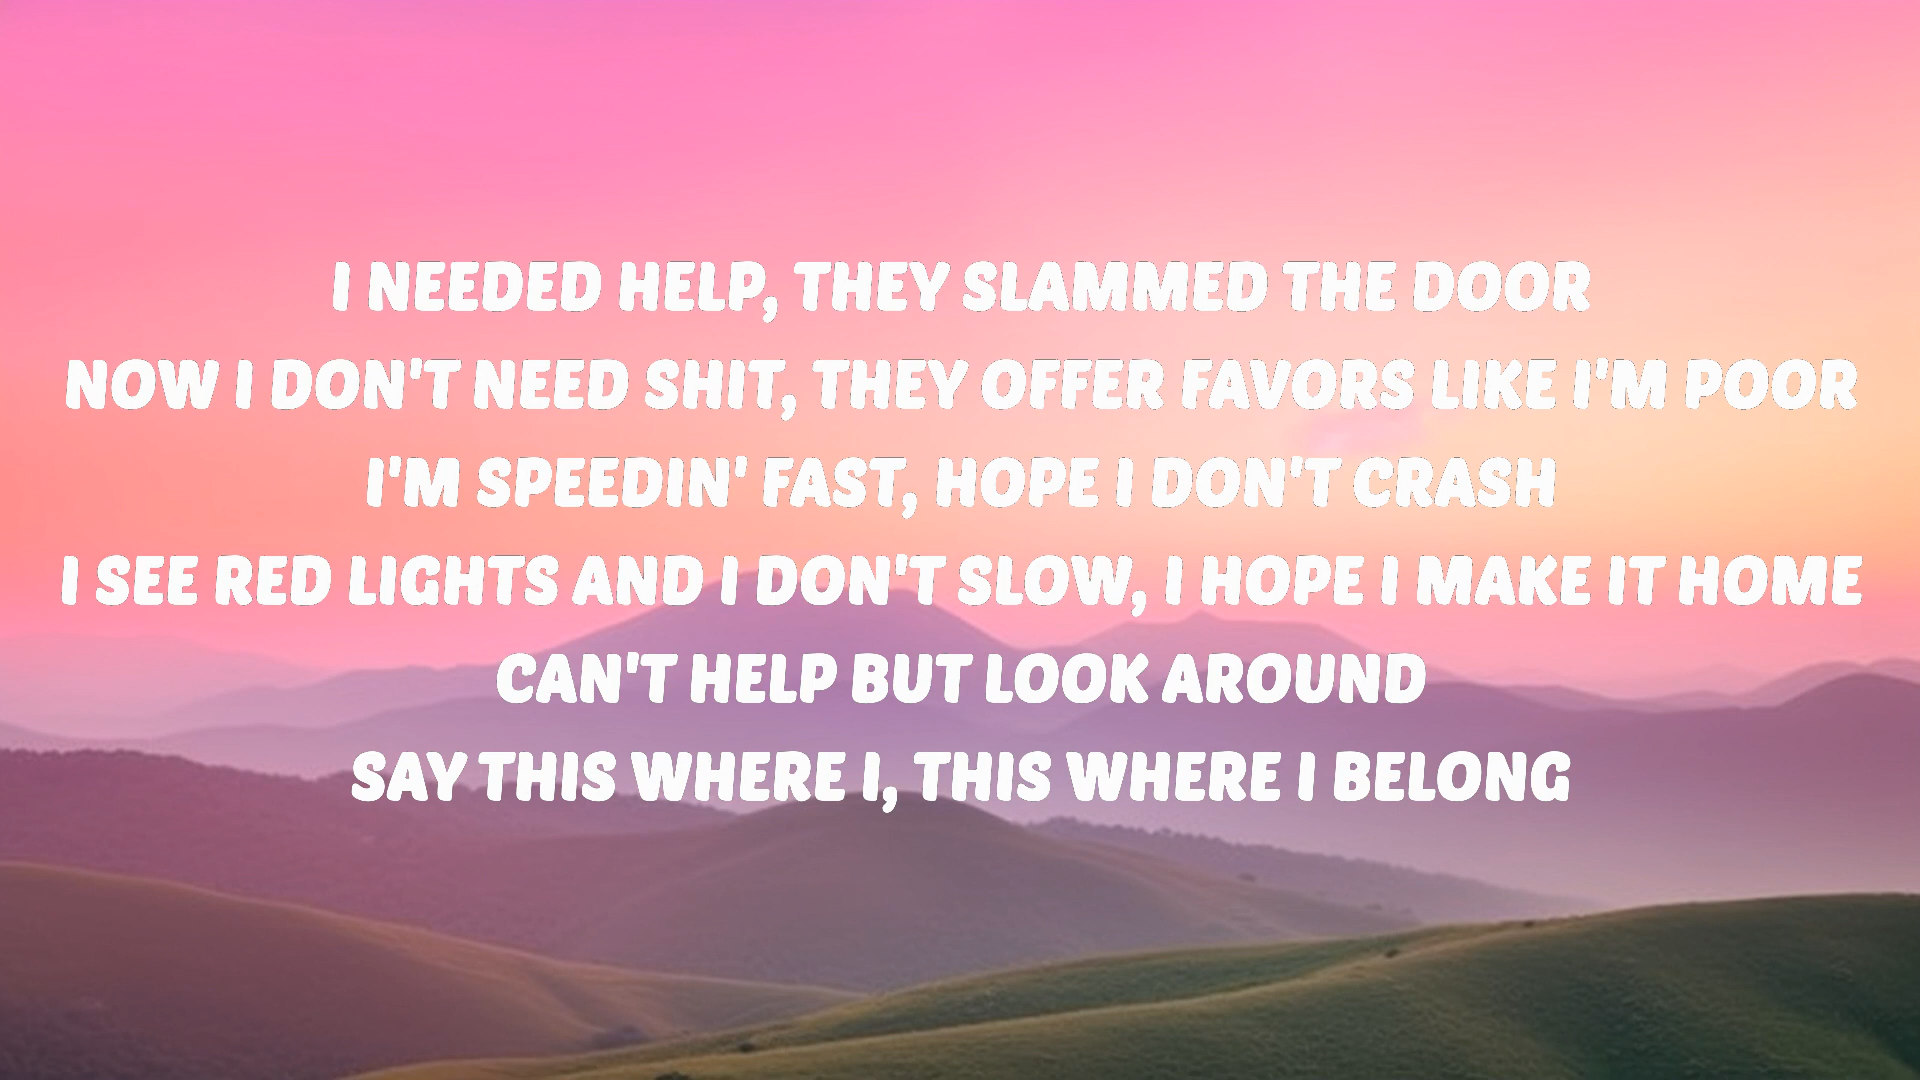 I NEEDED HELP, THEY SLAMMED THE DOOR
NOW I DON'T NEED SHIT, THEY OFFER FAVORS LIKE I'M POOR
I'M SPEEDIN' FAST, HOPE I DON'T CRASH
I SEE RED LIGHTS AND I DON'T SLOW, I HOPE I MAKE IT HOME
CAN'T HELP BUT LOOK AROUND
SAY THIS WHERE I, THIS WHERE I BELONG